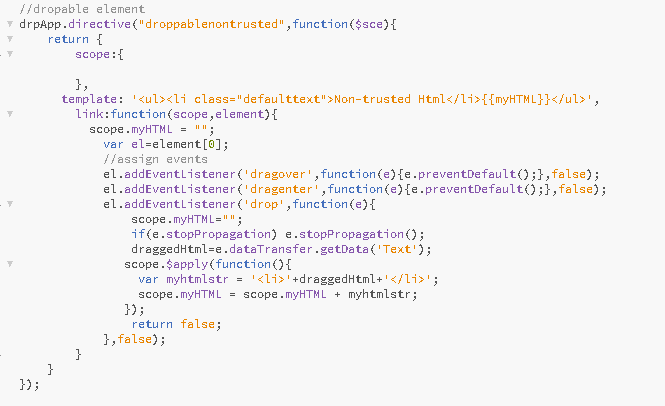 //dropable element
drpApp.directive("droppablenontrusted",function($sce){
return {
scope:{
},
template: '<ul><li class="defaulttext">Non-trusted Html</li>{{myHTML}}</ul>',
link:function(scope,element){
scope.myHTML = "";
var el=element[0];
//assign events
el.addEventListener('dragover',function(e){e.preventDefault();},false);
el.addEventListener('dragenter',function(e){e.preventDefault();},false);
el.addEventListener('drop',function(e){
scope.myHTML="";
if(e.stopPropagation) e.stopPropagation();
draggedHtml=e.dataTransfer.getData('Text');
scope.$apply(function(){
var myhtmlstr = '<li>'+draggedHtml+'</li>';
scope.myHTML = scope.myHTML + myhtmlstr;
});
return false;
},false);
}
}
});